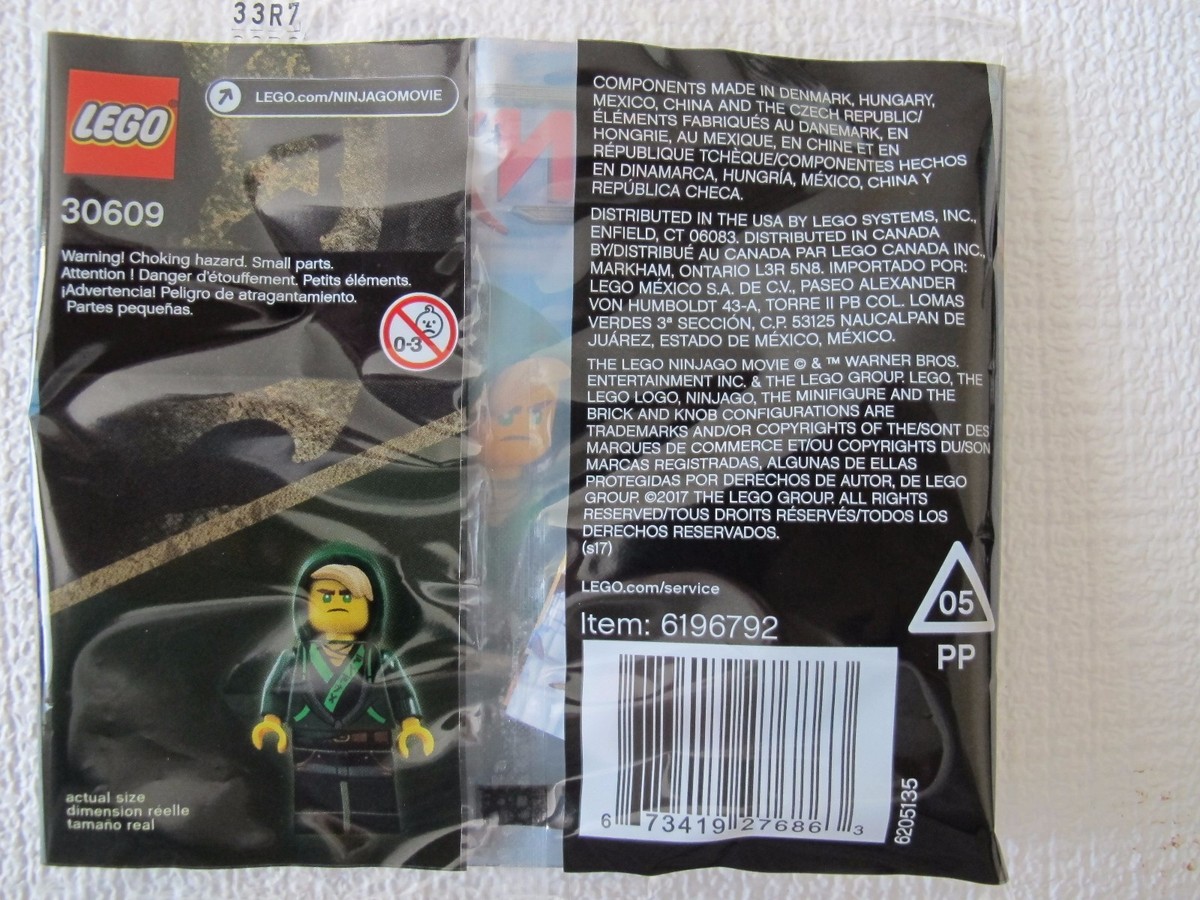 33R7
LEGO
LEGO.com/NINJAGOMOVIE
30609
Warning! Choking hazard. Small parts.
Attention ! Danger d'étouffement. Petits éléments.
¡Advertencia! Peligro de atragantamiento.
Partes pequeñas.
0-3
actual size
dimension réelle
tamaño real
COMPONENTS MADE IN DENMARK, HUNGARY,
MEXICO, CHINA AND THE CZECH REPUBLIC/
ÉLÉMENTS FABRIQUÉS AU DANEMARK, EN
HONGRIE, AU MEXIQUE, EN CHINE ET EN
RÉPUBLIQUE TCHÈQUE/COMPONENTES HECHOS
EN DINAMARCA, HUNGRÍA, MÉXICO, CHINA Y
REPÚBLICA CHECA.
DISTRIBUTED IN THE USA BY LEGO SYSTEMS, INC.,
ENFIELD, CT 06083. DISTRIBUTED IN CANADA
BY/DISTRIBUÉ AU CANADA PAR LEGO CANADA INC.,
MARKHAM, ONTARIO L3R 5N8. IMPORTADO POR:
LEGO MÉXICO S.A. DE C.V., PASEO ALEXANDER
VON HUMBOLDT 43-A, TORRE II PB COL. LOMAS
VERDES 3ª SECCIÓN, C.P. 53125 NAUCALPAN DE
JUÁREZ, ESTADO DE MÉXICO, MÉXICO.
THE LEGO NINJAGO MOVIE © & ™ WARNER BROS.
ENTERTAINMENT INC. & THE LEGO GROUP. LEGO, THE
LEGO LOGO, NINJAGO, THE MINIFIGURE AND THE
BRICK AND KNOB CONFIGURATIONS ARE
TRADEMARKS AND/OR COPYRIGHTS OF THE/SONT DES
MARQUES DE COMMERCE ET/OU COPYRIGHTS DU/SON
MARCAS REGISTRADAS, ALGUNAS DE ELLAS
PROTEGIDAS POR DERECHOS DE AUTOR, DE LEGO
GROUP. ©2017 THE LEGO GROUP. ALL RIGHTS
RESERVED/TOUS DROITS RÉSERVÉS/TODOS LOS
DERECHOS RESERVADOS.
(s17)
LEGO.com/service
Item: 6196792
05
PP
6 73419 27686 3
6205135